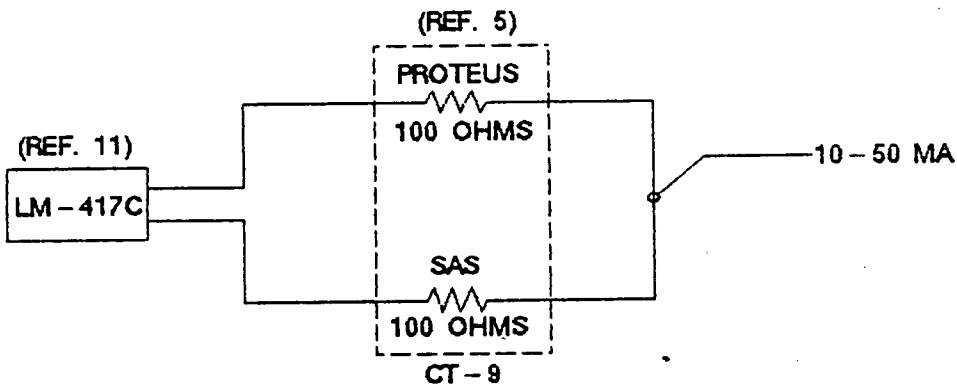 (REF. 5)
PROTEUS
100 OHMS
(REF. 11)
LM-417C
10-50 MA
SAS
100 OHMS
CT-9